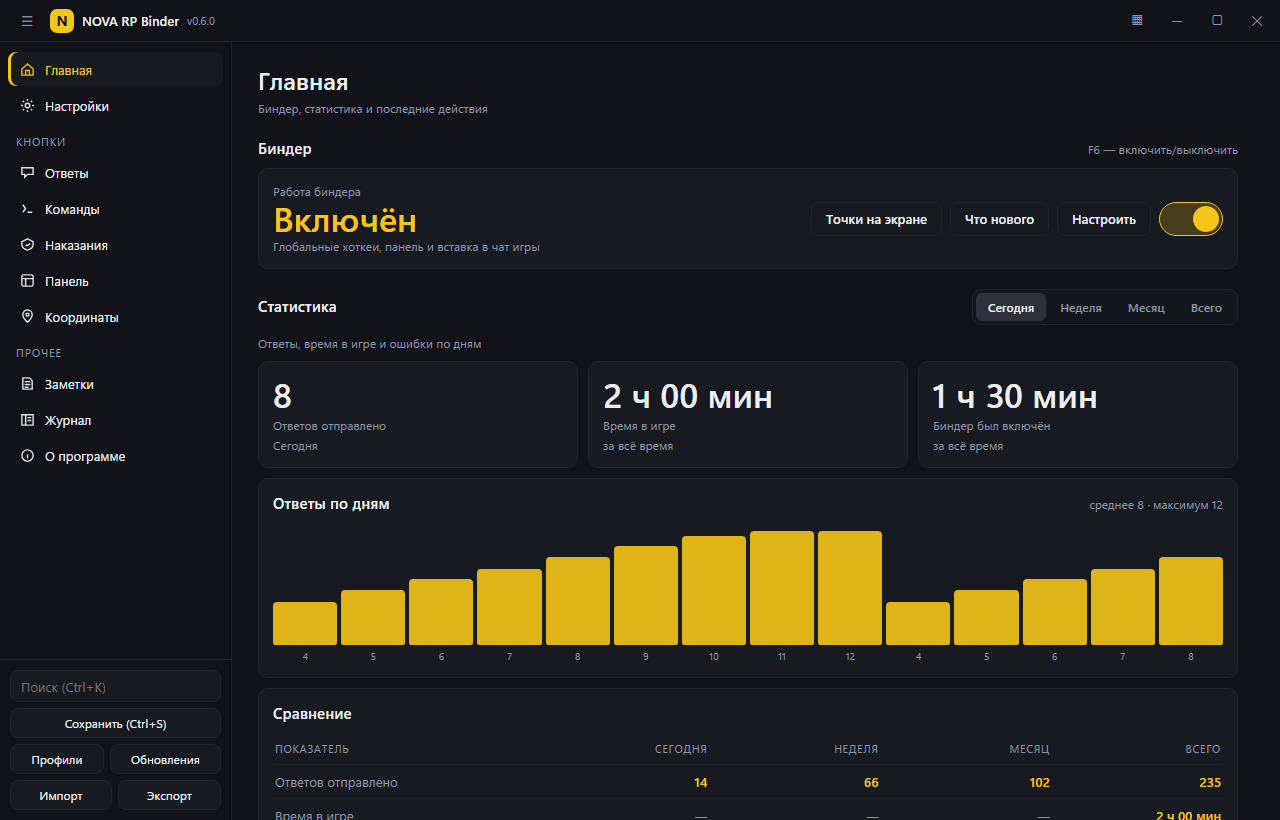 N NOVA RP Binder v0.6.0
Главная
Настройки
КНОПКИ
Ответы
Команды
Наказания
Панель
Координаты
ПРОЧЕЕ
Заметки
Журнал
О программе
Поиск (Ctrl+K)
Сохранить (Ctrl+S)
Профили Обновления
Импорт Экспорт
Главная
Биндер, статистика и последние действия
Биндер F6 — включить/выключить
Работа биндера
Включён
Глобальные хоткеи, панель и вставка в чат игры
Точки на экране Что нового Настроить
Статистика Сегодня Неделя Месяц Всего
Ответы, время в игре и ошибки по дням
8 2 ч 00 мин 1 ч 30 мин
Ответов отправлено Время в игре Биндер был включён
Сегодня за всё время за всё время
Ответы по дням среднее 8 · максимум 12
4 5 6 7 8 9 10 11 12 4 5 6 7 8
Сравнение
ПОКАЗАТЕЛЬ СЕГОДНЯ НЕДЕЛЯ МЕСЯЦ ВСЕГО
Ответов отправлено 14 66 102 235
Время в игре — — — 2 ч 00 мин